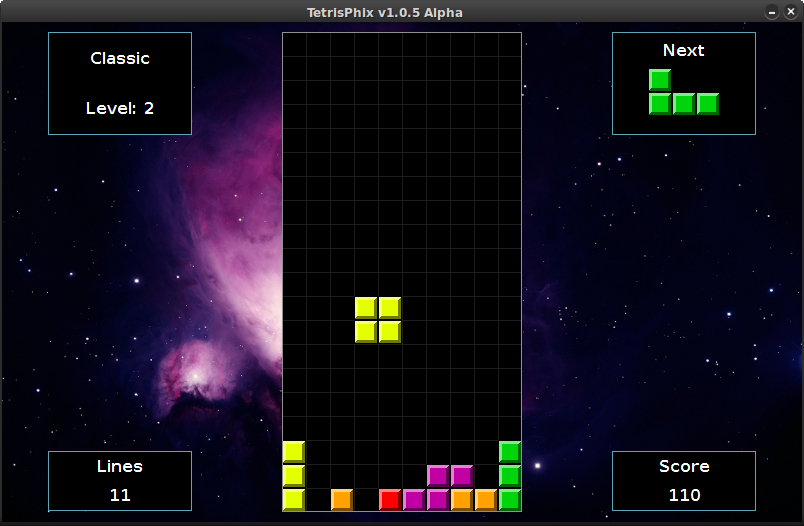 TetrisPhix v1.0.5 Alpha
Classic
Level: 2
Next
Lines
11
Score
110